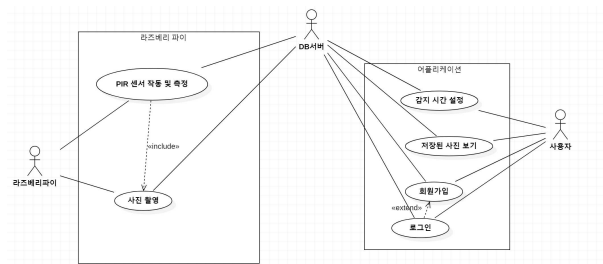 라즈베리 파이
DB서버
어플리케이션
PIR 센서 작동 및 측정
감지 시간 설정
«include»
저장된 사진 보기
사용자
라즈베리파이
회원가입
사진 촬영
«extend»
로그인